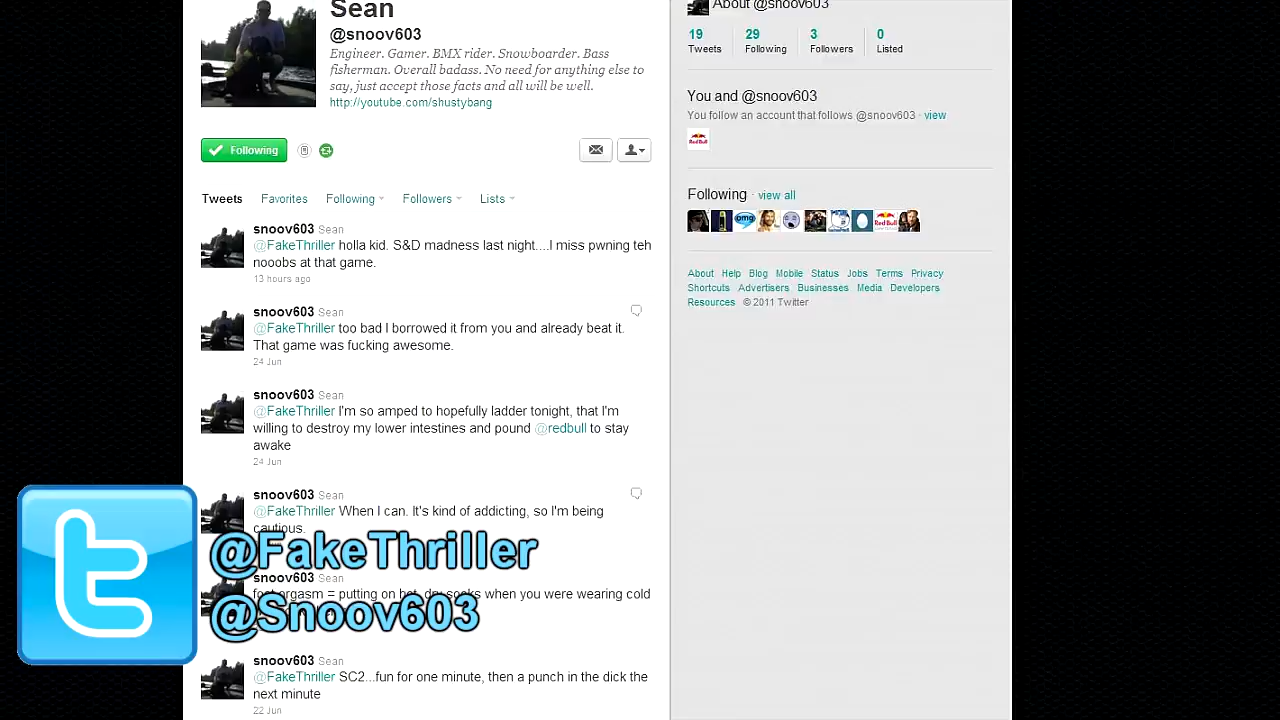 Sean
@snoov603
Engineer. Gamer. BMX rider. Snowboarder. Bass
fisherman. Overall badass. No need for anything else to
say, just accept those facts and all will be well.
http://youtube.com/shustybang
Following
Tweets Favorites Following Followers Lists
snoov603 Sean
@FakeThriller holla kid. S&D madness last night....I miss pwning teh
nooobs at that game.
13 hours ago
snoov603 Sean
@FakeThriller too bad I borrowed it from you and already beat it.
That game was fucking awesome.
24 Jun
snoov603 Sean
@FakeThriller I'm so amped to hopefully ladder tonight, that I'm
willing to destroy my lower intestines and pound @redbull to stay
awake
24 Jun
snoov603 Sean
@FakeThriller When I can. It's kind of addicting, so I'm being
cautious.
@FakeThriller
snoov603 Sean
foot orgasm = putting on hot, dry socks when you were wearing cold
@Snoov603
snoov603 Sean
@FakeThriller SC2...fun for one minute, then a punch in the dick the
next minute
22 Jun
About @snoov603
19 29 3 0
Tweets Following Followers Listed
You and @snoov603
You follow an account that follows @snoov603 · view
Red Bull
Following · view all
omg Red Bull
About Help Blog Mobile Status Jobs Terms Privacy
Shortcuts Advertisers Businesses Media Developers
Resources © 2011 Twitter
t